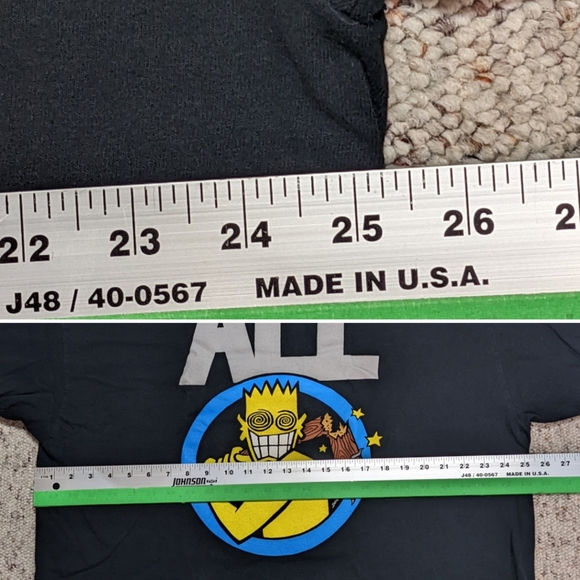 22 23 24 25 26 2
J48 / 40-0567 MADE IN U.S.A.
ALL
1 2 3 4 5 6 7 8 9 10 11 12 13 14 15 16 17 18 19 20 21 22 23 24 25 26 27
JOHNSON J48 / 40-0567 MADE IN U.S.A.